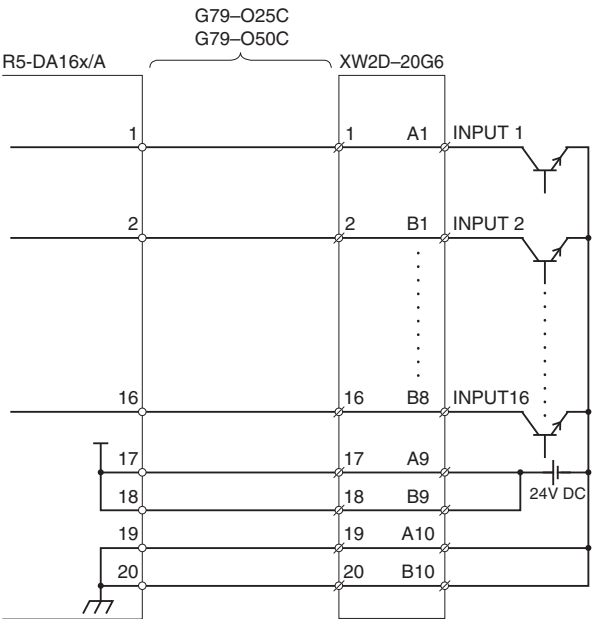 G79–O25C
G79–O50C
R5-DA16x/A XW2D–20G6
1 1 A1 INPUT 1
2 2 B1 INPUT 2
16 16 B8 INPUT16
17 17 A9
18 18 B9 24V DC
19 19 A10
20 20 B10